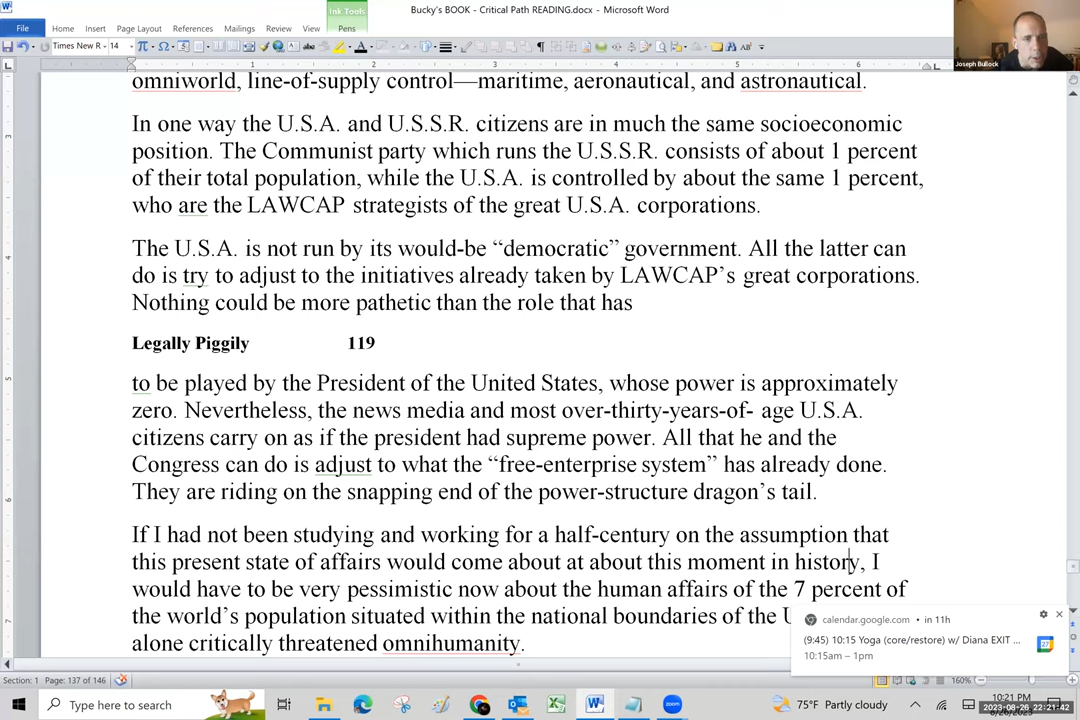 Bucky's BOOK - Critical Path READING.docx - Microsoft Word
Ink Tools
File Home Insert Page Layout References Mailings Review View Pens
Times New R 14
Joseph Bullock
1 2 3 4 5 6
omniworld, line-of-supply control—maritime, aeronautical, and astronautical.
In one way the U.S.A. and U.S.S.R. citizens are in much the same socioeconomic
position. The Communist party which runs the U.S.S.R. consists of about 1 percent
of their total population, while the U.S.A. is controlled by about the same 1 percent,
who are the LAWCAP strategists of the great U.S.A. corporations.
The U.S.A. is not run by its would-be “democratic” government. All the latter can
do is try to adjust to the initiatives already taken by LAWCAP’s great corporations.
Nothing could be more pathetic than the role that has
Legally Piggily 119
to be played by the President of the United States, whose power is approximately
zero. Nevertheless, the news media and most over-thirty-years-of- age U.S.A.
citizens carry on as if the president had supreme power. All that he and the
Congress can do is adjust to what the “free-enterprise system” has already done.
They are riding on the snapping end of the power-structure dragon’s tail.
If I had not been studying and working for a half-century on the assumption that
this present state of affairs would come about at about this moment in history, I
would have to be very pessimistic now about the human affairs of the 7 percent of
the world’s population situated within the national boundaries of the U
alone critically threatened omnihumanity.
calendar.google.com • in 11h
(9:45) 10:15 Yoga (core/restore) w/ Diana EXIT ...
10:15am – 1pm
Section: 1 Page: 137 of 146 160%
Type here to search
75°F Partly cloudy
10:21 PM
2023-08-26 22:21:42